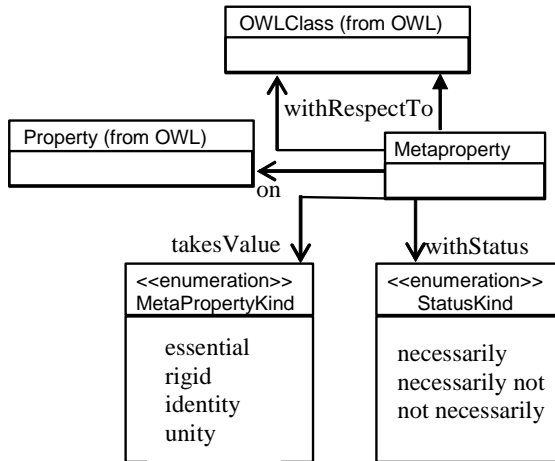 OWLClass (from OWL)
withRespectTo
Property (from OWL)
Metaproperty
on
takesValue
withStatus
<<enumeration>>
MetaPropertyKind
essential
rigid
identity
unity
<<enumeration>>
StatusKind
necessarily
necessarily not
not necessarily